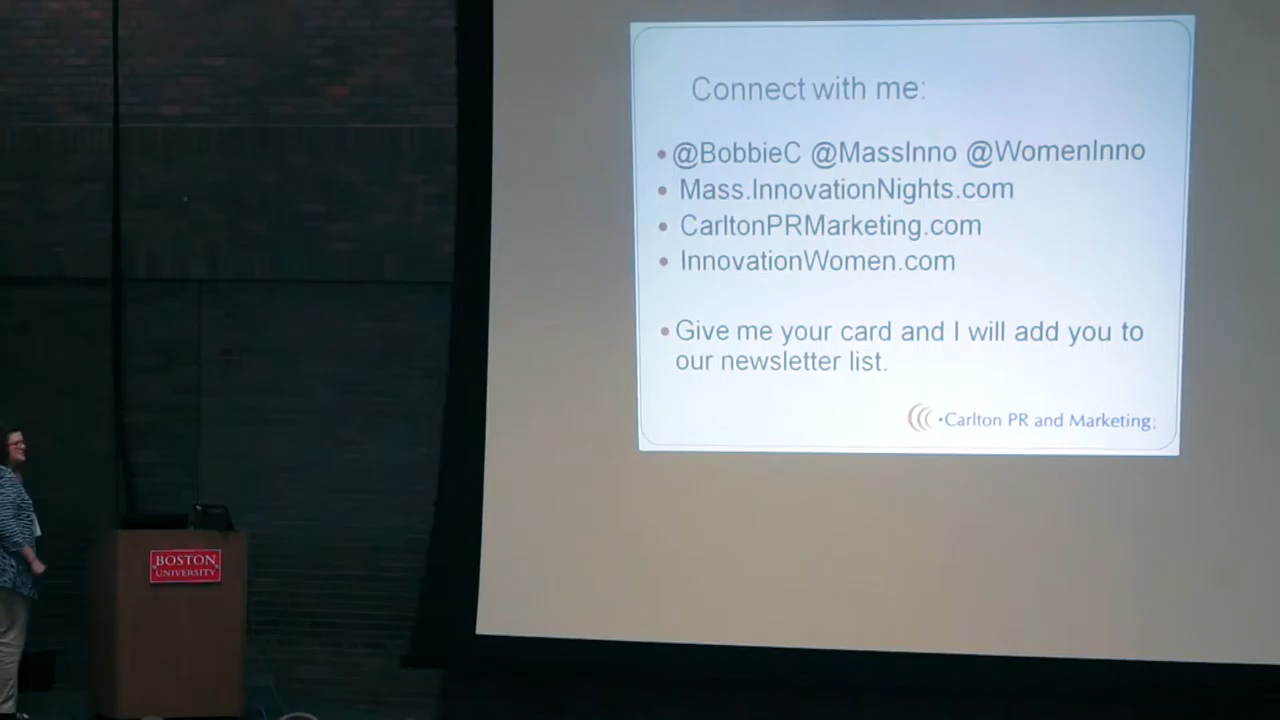 Connect with me:
•@BobbieC @MassInno @WomenInno
• Mass.InnovationNights.com
• CarltonPRMarketing.com
• InnovationWomen.com
•Give me your card and I will add you to
our newsletter list.
•Carlton PR and Marketing;
BOSTON
UNIVERSITY